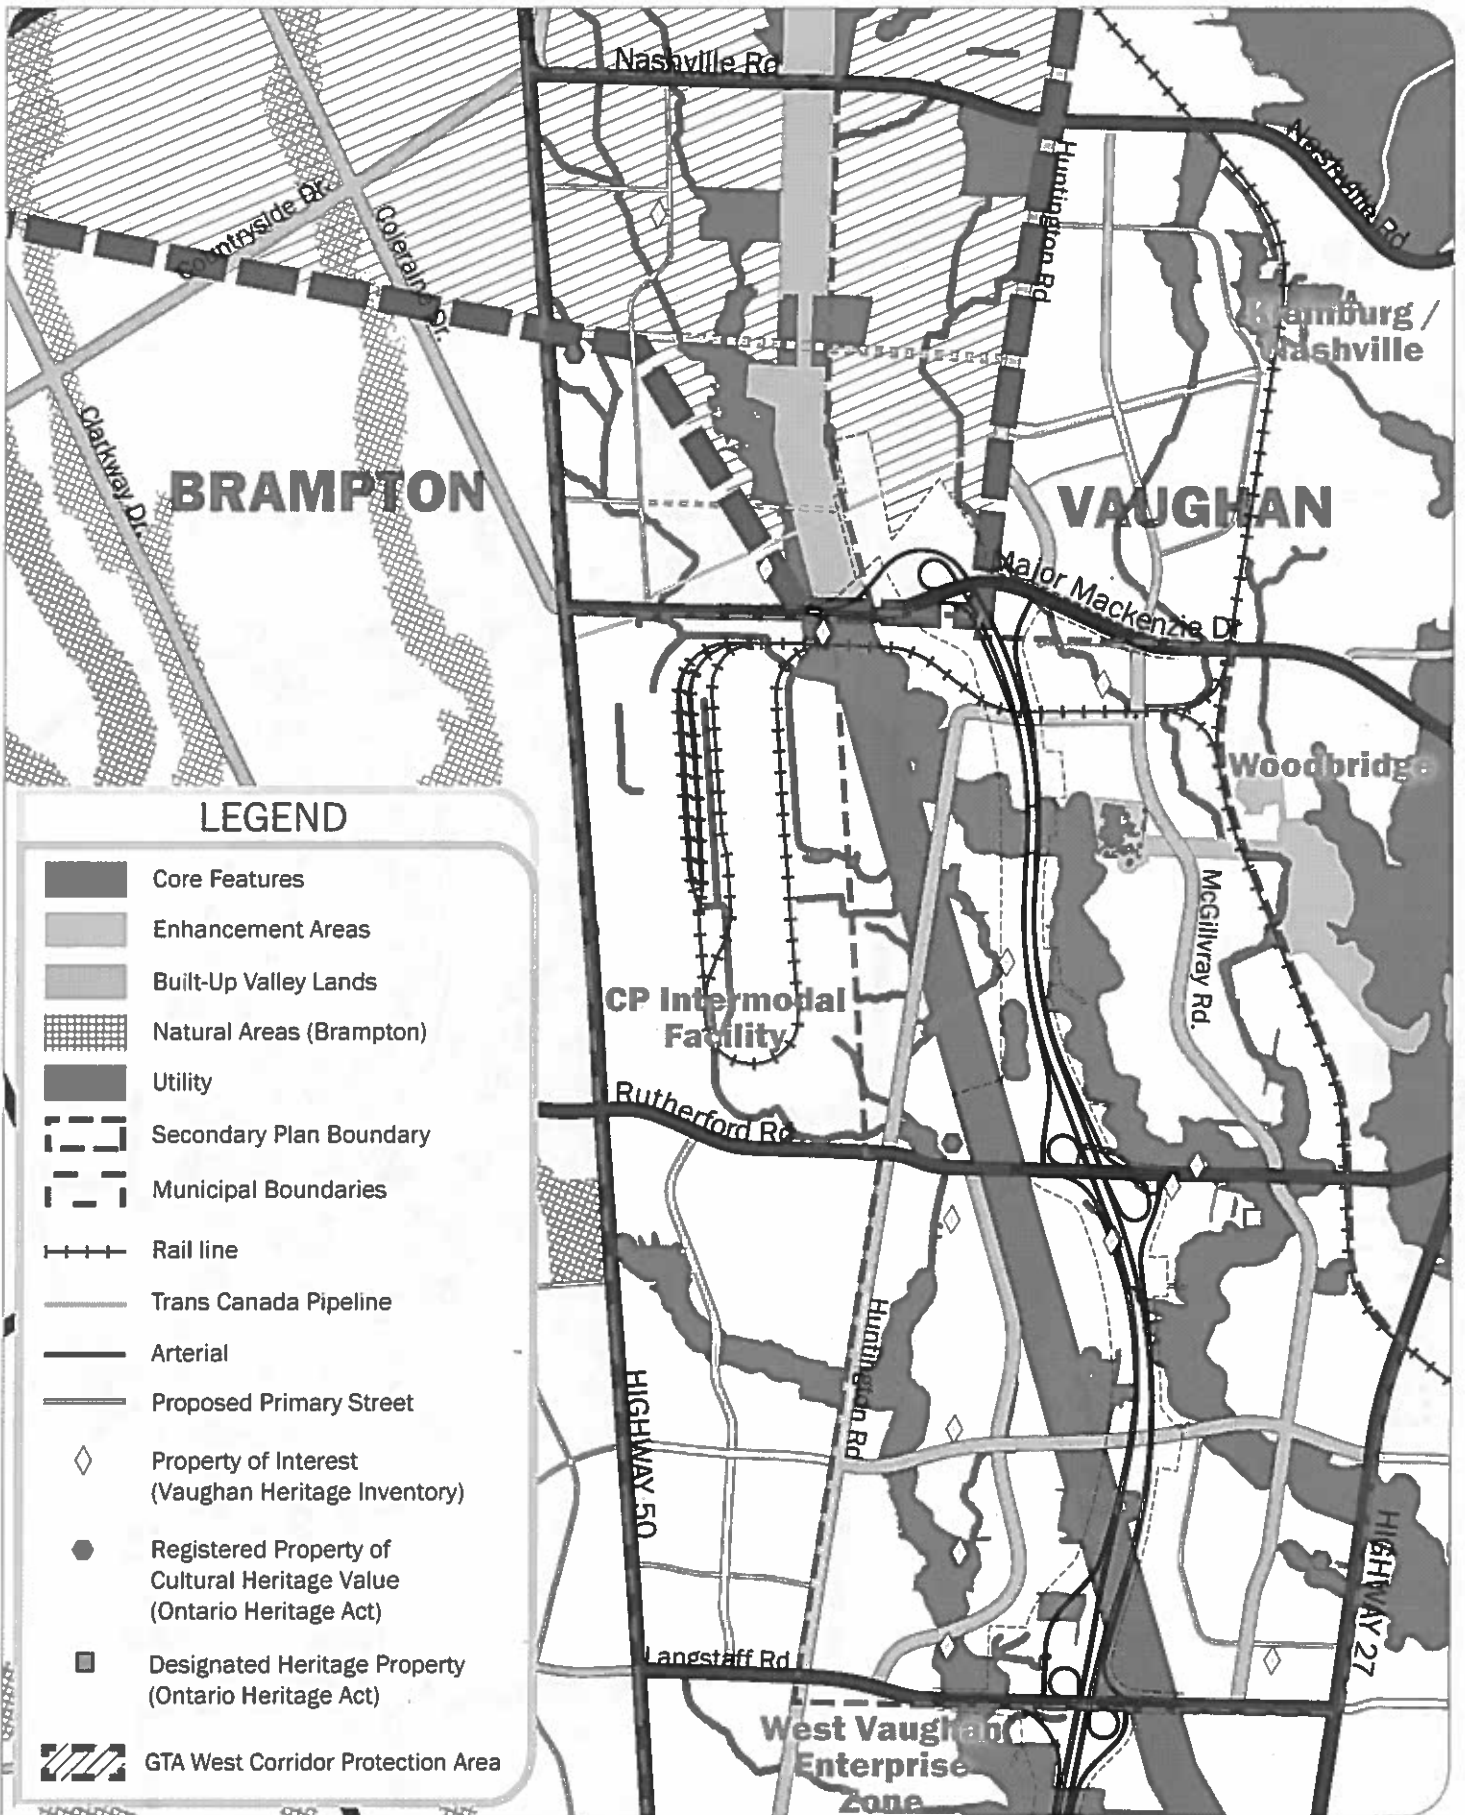 Nashville Rd
Nashville Rd
Huntington Rd
Countryside Dr.
Coleraine Dr.
Kleinburg /
Nashville
Clarkway Dr.
BRAMPTON
VAUGHAN
Major Mackenzie Dr
Woodbridge
LEGEND
Core Features
Enhancement Areas
Built-Up Valley Lands
Natural Areas (Brampton)
Utility
Secondary Plan Boundary
Municipal Boundaries
Rail line
Trans Canada Pipeline
Arterial
Proposed Primary Street
Property of Interest
(Vaughan Heritage Inventory)
Registered Property of
Cultural Heritage Value
(Ontario Heritage Act)
Designated Heritage Property
(Ontario Heritage Act)
GTA West Corridor Protection Area
McGillvray Rd.
CP Intermodal
Facility
Rutherford Rd
Huntington Rd
HIGHWAY 50
HIGHWAY 27
Langstaff Rd
West Vaughan
Enterprise
Zone